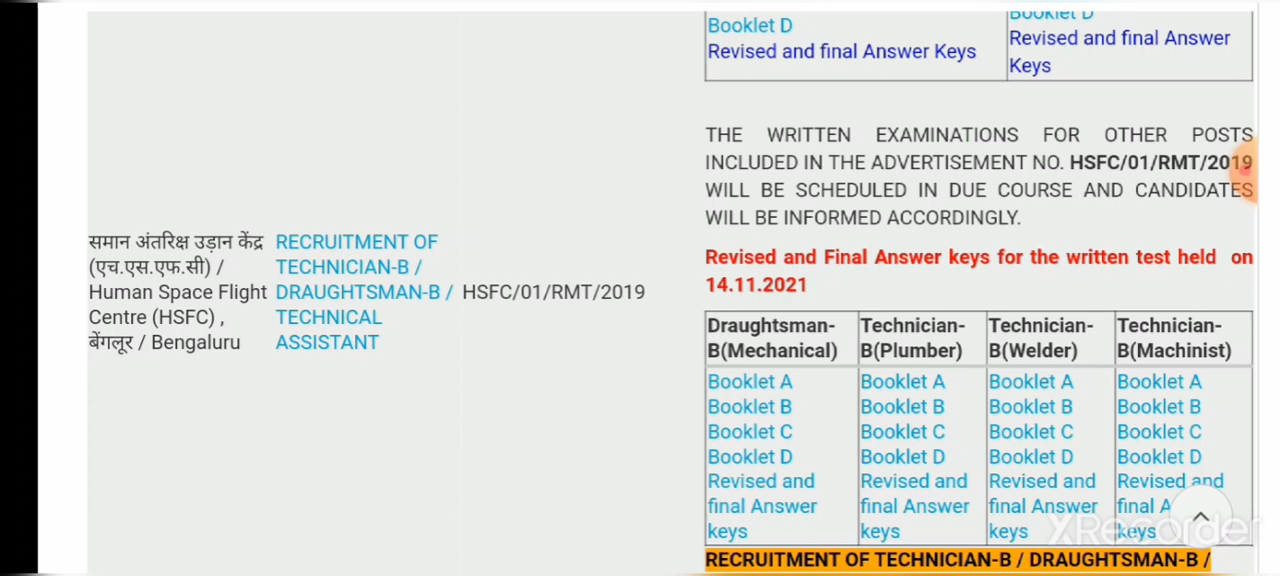 Booklet D
Revised and final Answer Keys
Booklet D
Revised and final Answer
Keys
THE WRITTEN EXAMINATIONS FOR OTHER POSTS
INCLUDED IN THE ADVERTISEMENT NO. HSFC/01/RMT/2019
WILL BE SCHEDULED IN DUE COURSE AND CANDIDATES
WILL BE INFORMED ACCORDINGLY.
समान अंतरिक्ष उड़ान केंद्र
(एच.एस.एफ.सी) /
Human Space Flight
Centre (HSFC) ,
बेंगलूर / Bengaluru
RECRUITMENT OF
TECHNICIAN-B /
DRAUGHTSMAN-B /
TECHNICAL
ASSISTANT
HSFC/01/RMT/2019
Revised and Final Answer keys for the written test held on
14.11.2021
Draughtsman-
B(Mechanical)
Technician-
B(Plumber)
Technician-
B(Welder)
Technician-
B(Machinist)
Booklet A
Booklet B
Booklet C
Booklet D
Revised and
final Answer
keys
Booklet A
Booklet B
Booklet C
Booklet D
Revised and
final Answer
keys
Booklet A
Booklet B
Booklet C
Booklet D
Revised and
final Answer
keys
Booklet A
Booklet B
Booklet C
Booklet D
Revised and
final A
keys
XRecorder
RECRUITMENT OF TECHNICIAN-B / DRAUGHTSMAN-B /